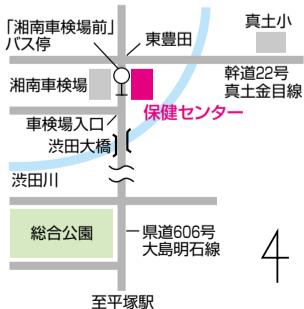 「湘南車検場前」
バス停
東豊田
真土小
湘南車検場
幹道22号
真土金目線
保健センター
車検場入口
渋田大橋
渋田川
総合公園
県道606号
大島明石線
至平塚駅